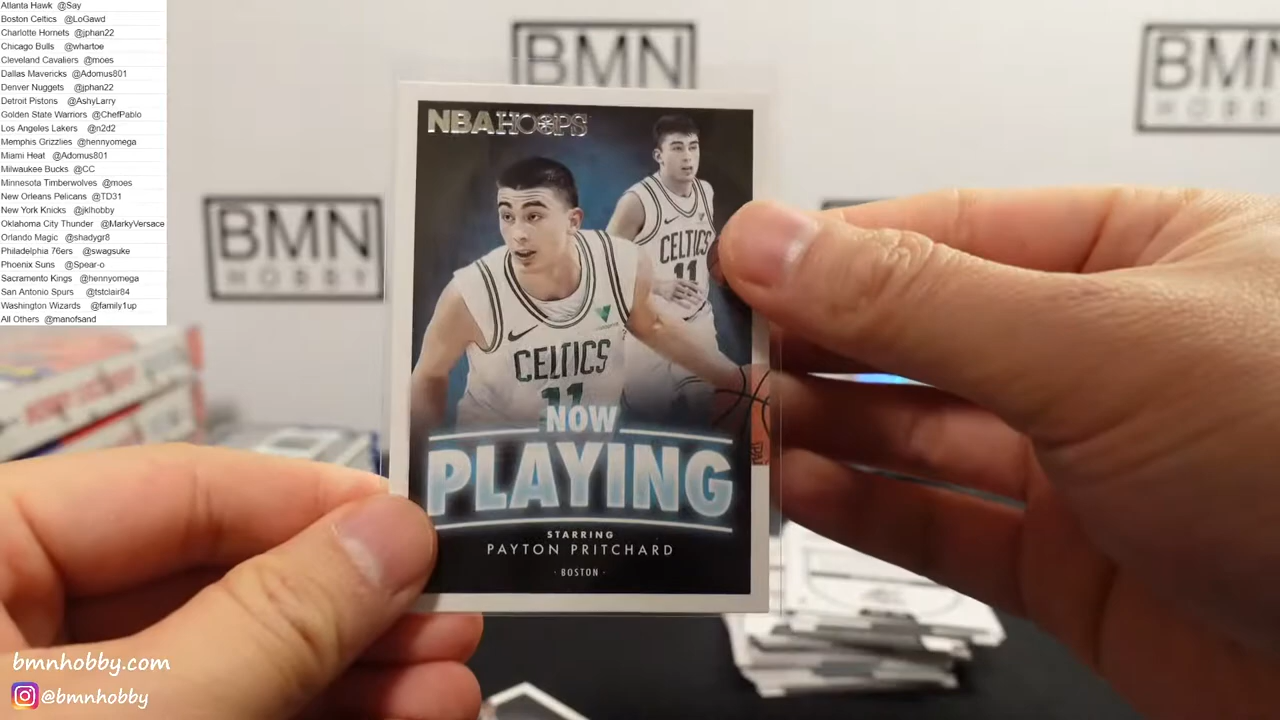 Atlanta Hawk @Say
Boston Celtics @LoGawd
Charlotte Hornets @jphan22
Chicago Bulls @whartoe
Cleveland Cavaliers @moes
Dallas Mavericks @Adomus801
Denver Nuggets @jphan22
Detroit Pistons @AshyLarry
Golden State Warriors @ChefPablo
Los Angeles Lakers @n2d2
Memphis Grizzlies @hennyomega
Miami Heat @Adomus801
Milwaukee Bucks @CC
Minnesota Timberwolves @moes
New Orleans Pelicans @TD31
New York Knicks @jklhobby
Oklahoma City Thunder @MarkyVersace
Orlando Magic @shadygr8
Philadelphia 76ers @swagsuke
Phoenix Suns @Spear-o
Sacramento Kings @hennyomega
San Antonio Spurs @tstclair84
Washington Wizards @family1up
All Others @manofsand
BMN
BMN
HOBBY
BMN
HOBBY
NBA HOOPS
CELTICS
11
CELTICS
11
NOW
PLAYING
STARRING
PAYTON PRITCHARD
· BOSTON ·
bmnhobby.com
@bmnhobby